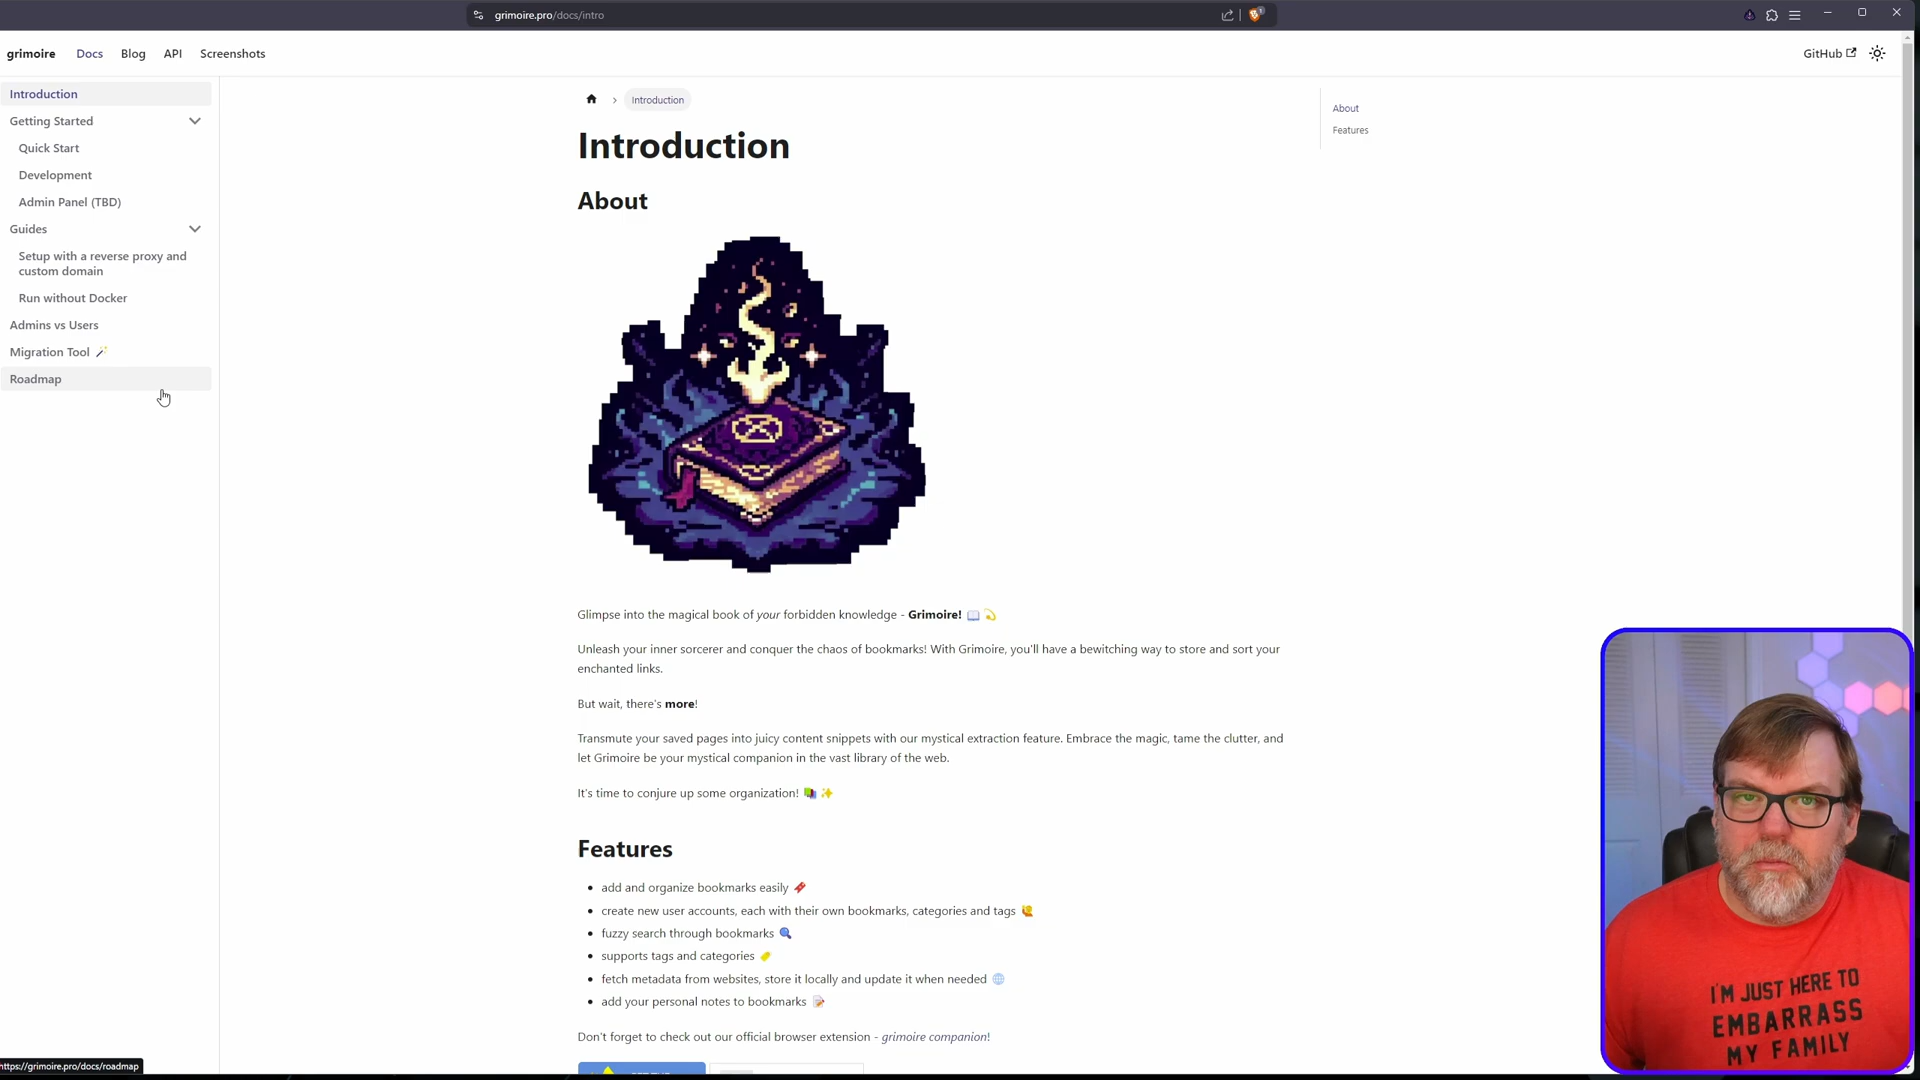 grimoire.pro/docs/intro
grimoire
Docs
Blog
API
Screenshots
GitHub
Introduction
Getting Started
Quick Start
Development
Admin Panel (TBD)
Guides
Setup with a reverse proxy and
custom domain
Run without Docker
Admins vs Users
Migration Tool 🪄
Roadmap
Introduction
Introduction
About
Glimpse into the magical book of your forbidden knowledge - Grimoire! 📖 💫
Unleash your inner sorcerer and conquer the chaos of bookmarks! With Grimoire, you'll have a bewitching way to store and sort your
enchanted links.
But wait, there's more!
Transmute your saved pages into juicy content snippets with our mystical extraction feature. Embrace the magic, tame the clutter, and
let Grimoire be your mystical companion in the vast library of the web.
It's time to conjure up some organization! 📚 ✨
Features
• add and organize bookmarks easily 🔖
• create new user accounts, each with their own bookmarks, categories and tags 🙋
• fuzzy search through bookmarks 🔍
• supports tags and categories 🏷️
• fetch metadata from websites, store it locally and update it when needed 🌐
• add your personal notes to bookmarks 📝
Don't forget to check out our official browser extension - grimoire companion!
About
Features
I'M JUST HERE TO
EMBARRASS
MY FAMILY
https://grimoire.pro/docs/roadmap